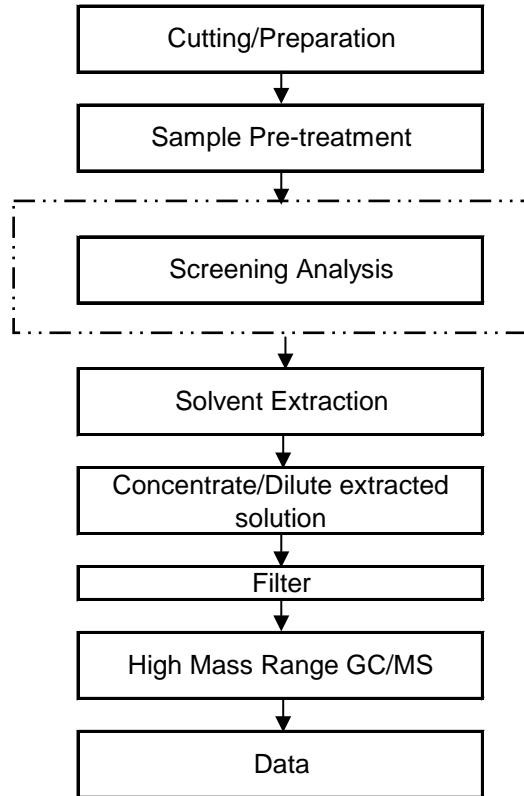 Cutting/Preparation
Sample Pre-treatment
Screening Analysis
Solvent Extraction
Concentrate/Dilute extracted
solution
Filter
High Mass Range GC/MS
Data